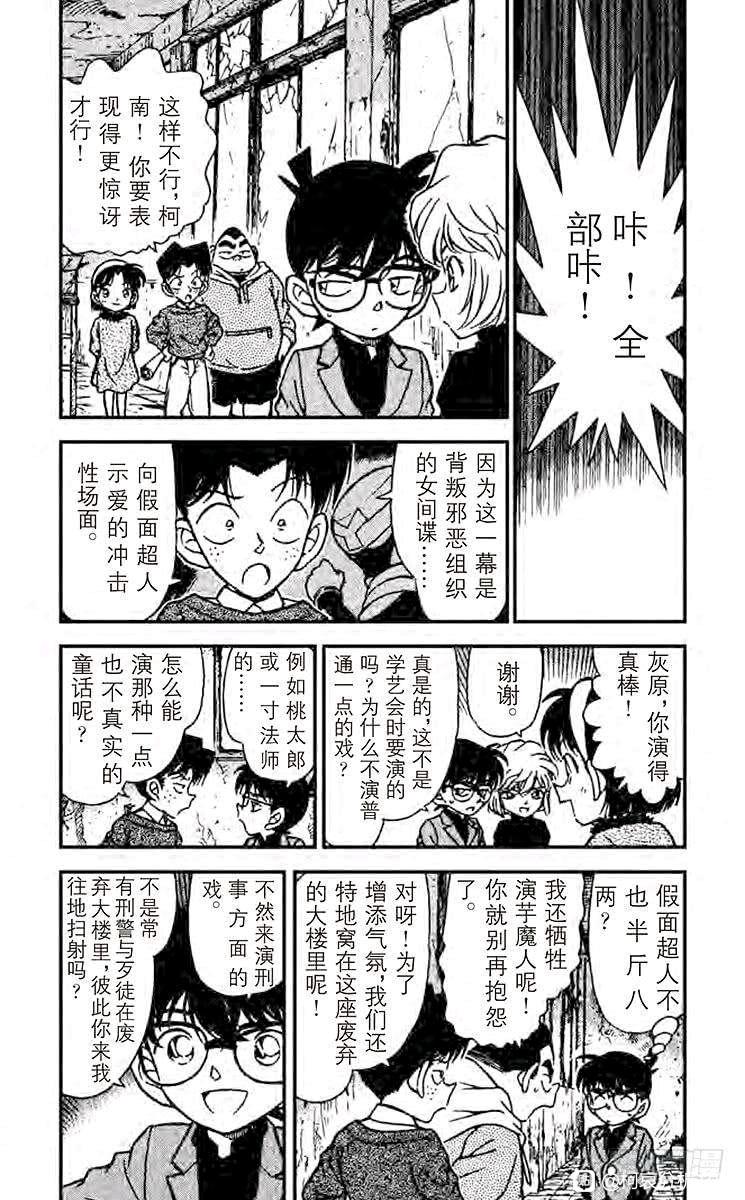 咔！全
部咔！
这样不行，柯
南！你要表
现得更惊讶
才行！
因为这一幕是
背叛邪恶组织
的女间谍……
向假面超人
示爱的冲击
性场面。
灰原，你演得
真棒！
谢谢。
真是的，这不是
学艺会时要演的
吗？为什么不演普
通一点的戏？
例如桃太郎
或一寸法师
的……
怎么能
演那种一点
也不真实的
童话呢？
假面超人不
也半斤八
两？
我还牺牲
演芋魔人呢！
你就别再抱怨
了。
对呀！为了
增添气氛，我们还
特地窝在这座废弃
的大楼里呢！
不然来演刑
事方面的
戏。
不是常
有刑警与歹徒在废
弃大楼里，彼此你来我
往地扫射吗？